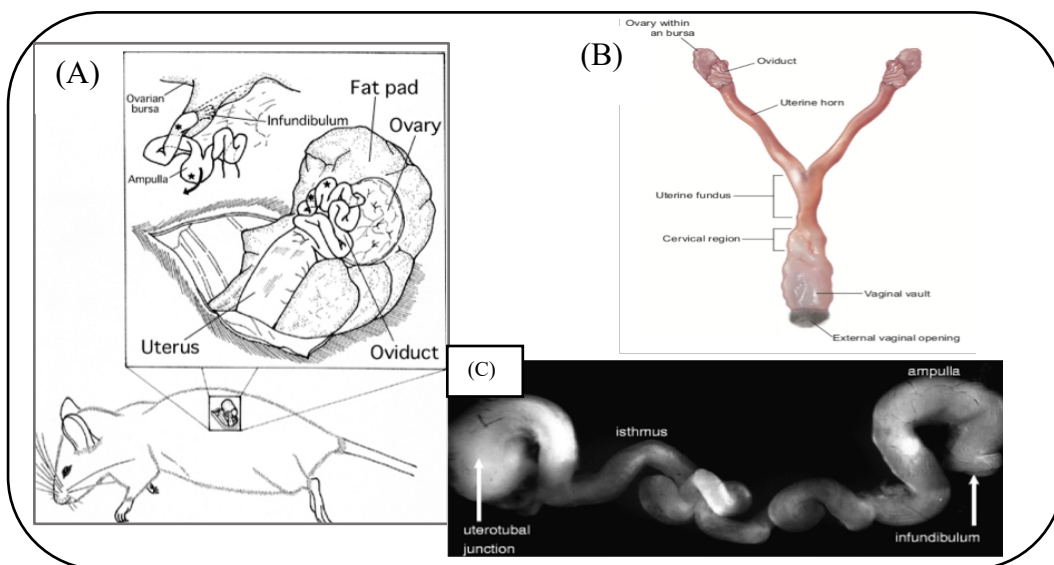 (A)
Ovarian
bursa
Infundibulum
Ampulla
Fat pad
Ovary
Uterus
Oviduct
(B)
Ovary within
an bursa
Oviduct
Uterine horn
Uterine fundus
Cervical region
Vaginal vault
External vaginal opening
(C)
ampulla
isthmus
uterotubal
junction
infundibulum